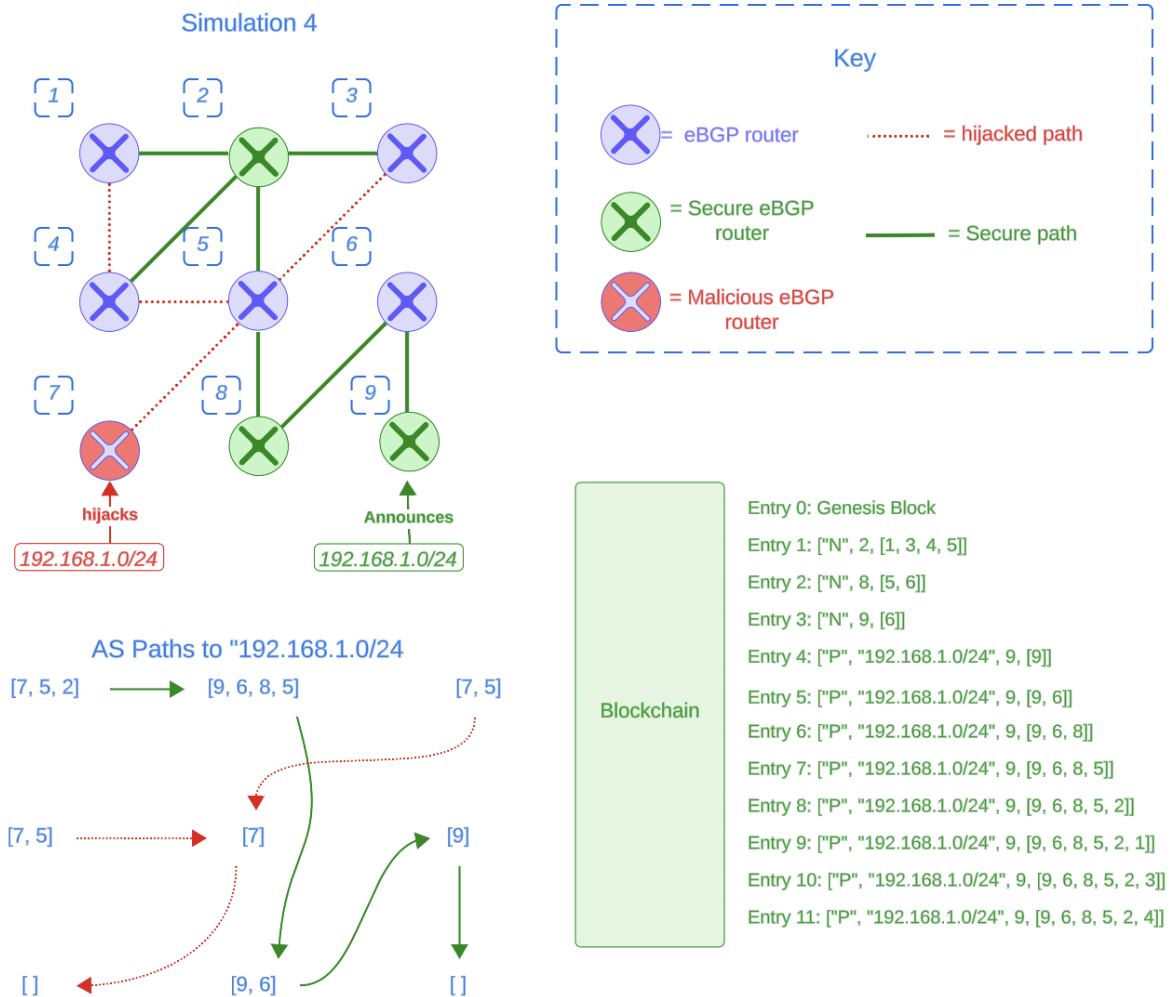 Simulation 4
1
2
3
4
5
6
7
8
9
hijacks
192.168.1.0/24
Announces
192.168.1.0/24
Key
= eBGP router
= hijacked path
= Secure eBGP
router
= Secure path
= Malicious eBGP
router
AS Paths to "192.168.1.0/24
[7, 5, 2]
[9, 6, 8, 5]
[7, 5]
[7, 5]
[7]
[9]
[ ]
[9, 6]
[ ]
Blockchain
Entry 0: Genesis Block
Entry 1: ["N", 2, [1, 3, 4, 5]]
Entry 2: ["N", 8, [5, 6]]
Entry 3: ["N", 9, [6]]
Entry 4: ["P", "192.168.1.0/24", 9, [9]]
Entry 5: ["P", "192.168.1.0/24", 9, [9, 6]]
Entry 6: ["P", "192.168.1.0/24", 9, [9, 6, 8]]
Entry 7: ["P", "192.168.1.0/24", 9, [9, 6, 8, 5]]
Entry 8: ["P", "192.168.1.0/24", 9, [9, 6, 8, 5, 2]]
Entry 9: ["P", "192.168.1.0/24", 9, [9, 6, 8, 5, 2, 1]]
Entry 10: ["P", "192.168.1.0/24", 9, [9, 6, 8, 5, 2, 3]]
Entry 11: ["P", "192.168.1.0/24", 9, [9, 6, 8, 5, 2, 4]]